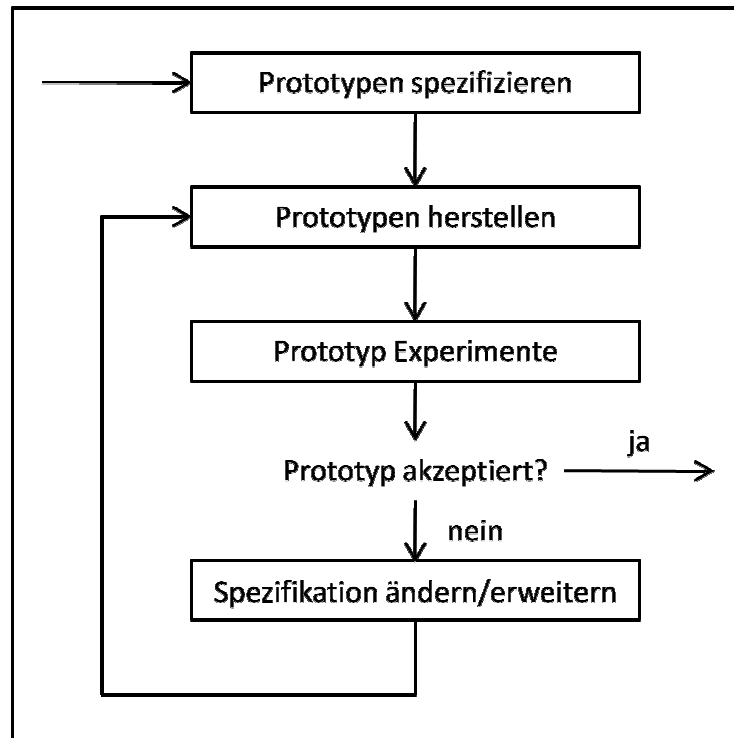 Prototypen spezifizieren
Prototypen herstellen
Prototyp Experimente
Prototyp akzeptiert?
ja
nein
Spezifikation ändern/erweitern